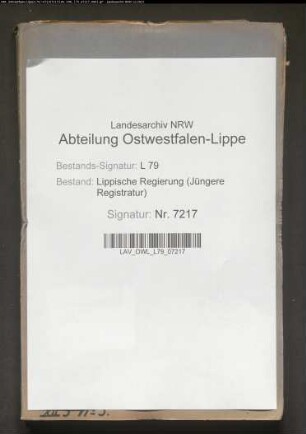 Landesarchiv NRW
Abteilung Ostwestfalen-Lippe
Bestands-Signatur: L 79
Bestand: Lippische Regierung (Jüngere
Registratur)
Signatur: Nr. 7217
LAV_OWL_L79_07217